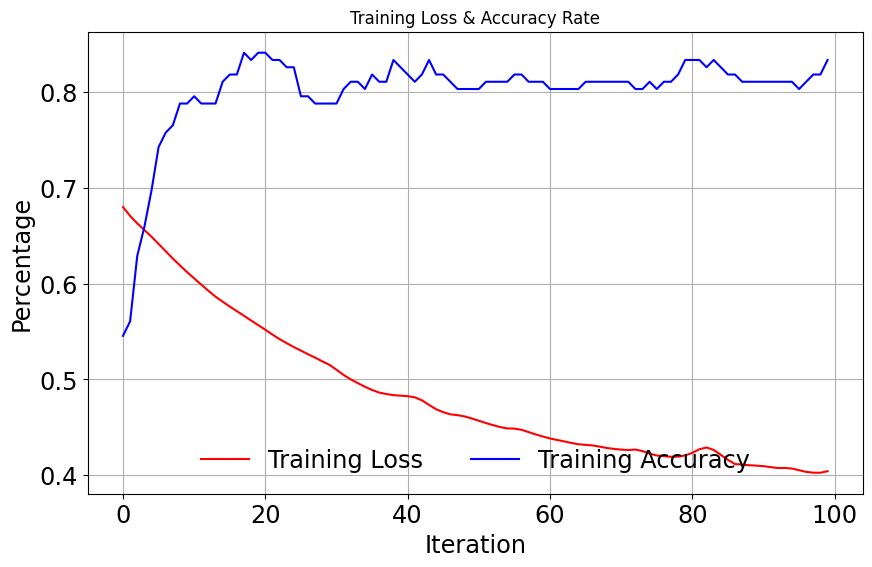 Training Loss & Accuracy Rate
Percentage
0.8
0.7
0.6
0.5
0.4
Training Loss Training Accuracy
0 20 40 60 80 100
Iteration